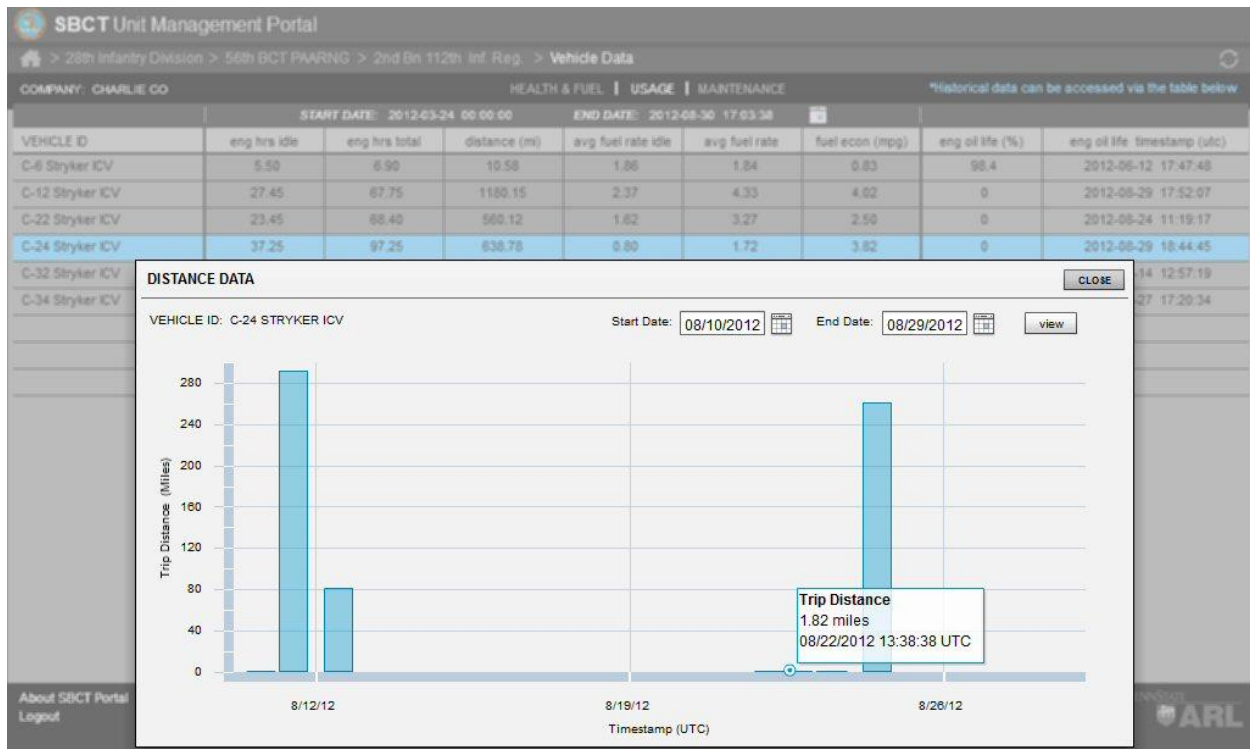 SBCT Unit Management Portal
> 28th Infantry Division > 56th BCT PAARNG > 2nd Bn 112th Inf. Reg. > Vehicle Data
COMPANY: CHARLIE CO HEALTH & FUEL | USAGE | MAINTENANCE *Historical data can be accessed via the table below
START DATE: 2012-03-24 00:00:00 END DATE: 2012-08-30 17:03:38
VEHICLE ID eng hrs idle eng hrs total distance (mi) avg fuel rate idle avg fuel rate fuel econ (mpg) eng oil life (%) eng oil life timestamp (utc)
C-6 Stryker ICV 5.50 6.90 10.58 1.86 1.84 0.83 98.4 2012-06-12 17:47:48
C-12 Stryker ICV 27.45 67.75 1180.15 2.37 4.33 4.02 0 2012-08-29 17:52:07
C-22 Stryker ICV 23.45 68.40 560.12 1.62 3.27 2.50 0 2012-08-24 11:19:17
C-24 Stryker ICV 37.25 97.25 638.78 0.80 1.72 3.82 0 2012-08-29 18:44:45
C-32 Stryker ICV -14 12:57:19
C-34 Stryker ICV -27 17:20:34
DISTANCE DATA CLOSE
VEHICLE ID: C-24 STRYKER ICV Start Date: 08/10/2012 End Date: 08/29/2012 view
280
240
200
160
120
80
40
0
Trip Distance (Miles)
Trip Distance
1.82 miles
08/22/2012 13:38:38 UTC
8/12/12 8/19/12 8/26/12
Timestamp (UTC)
About SBCT Portal
Logout
ARL